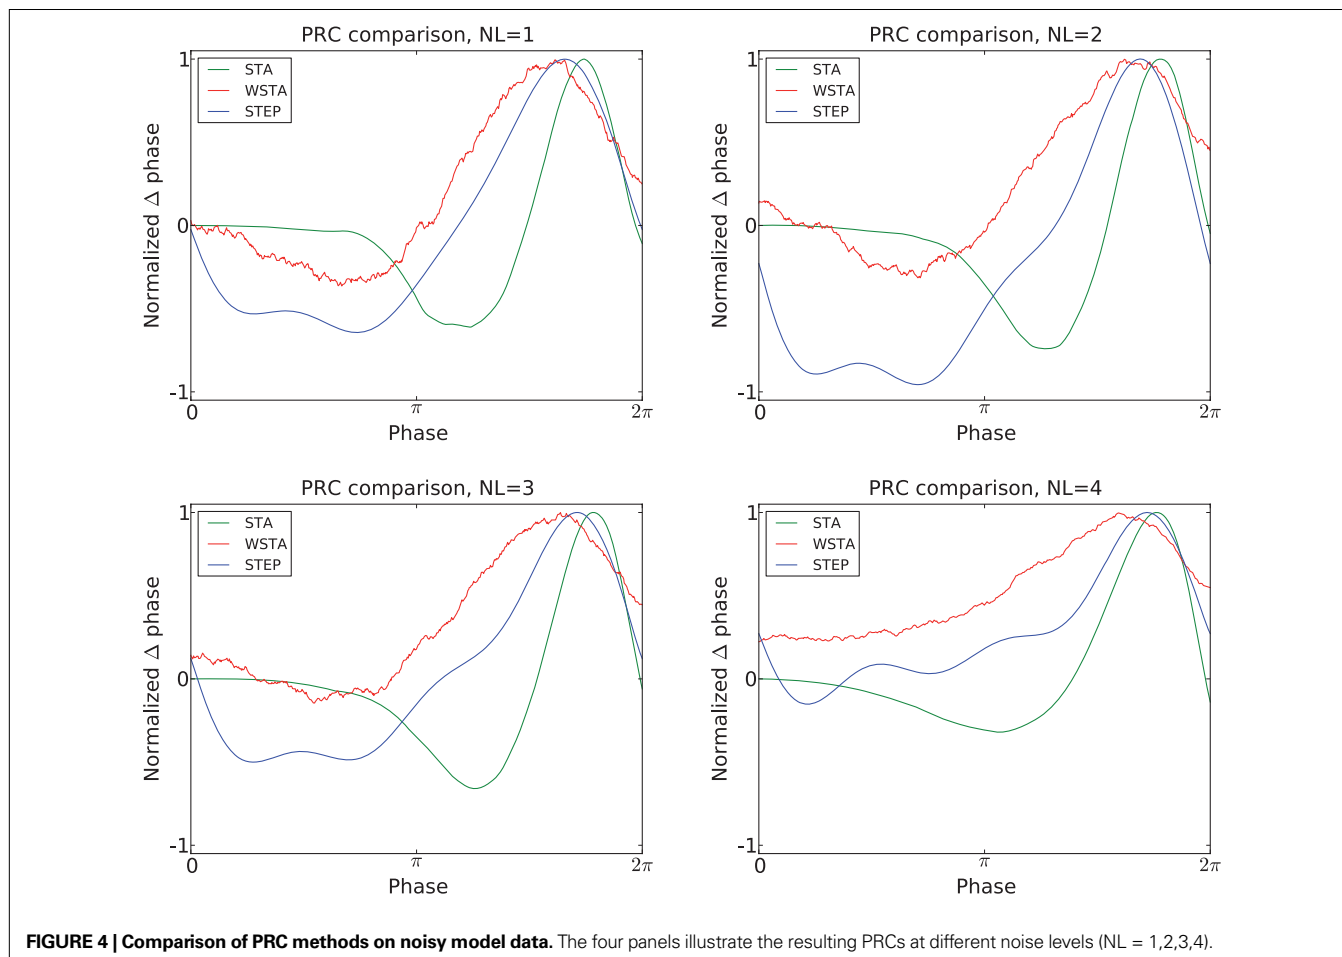 PRC comparison, NL=1
1
STA
WSTA
STEP
Normalized Δ phase
0
-1
0
π
2π
Phase
PRC comparison, NL=2
1
STA
WSTA
STEP
Normalized Δ phase
0
-1
0
π
2π
Phase
PRC comparison, NL=3
1
STA
WSTA
STEP
Normalized Δ phase
0
-1
0
π
2π
Phase
PRC comparison, NL=4
1
STA
WSTA
STEP
Normalized Δ phase
0
-1
0
π
2π
Phase
FIGURE 4 | Comparison of PRC methods on noisy model data. The four panels illustrate the resulting PRCs at different noise levels (NL = 1,2,3,4).